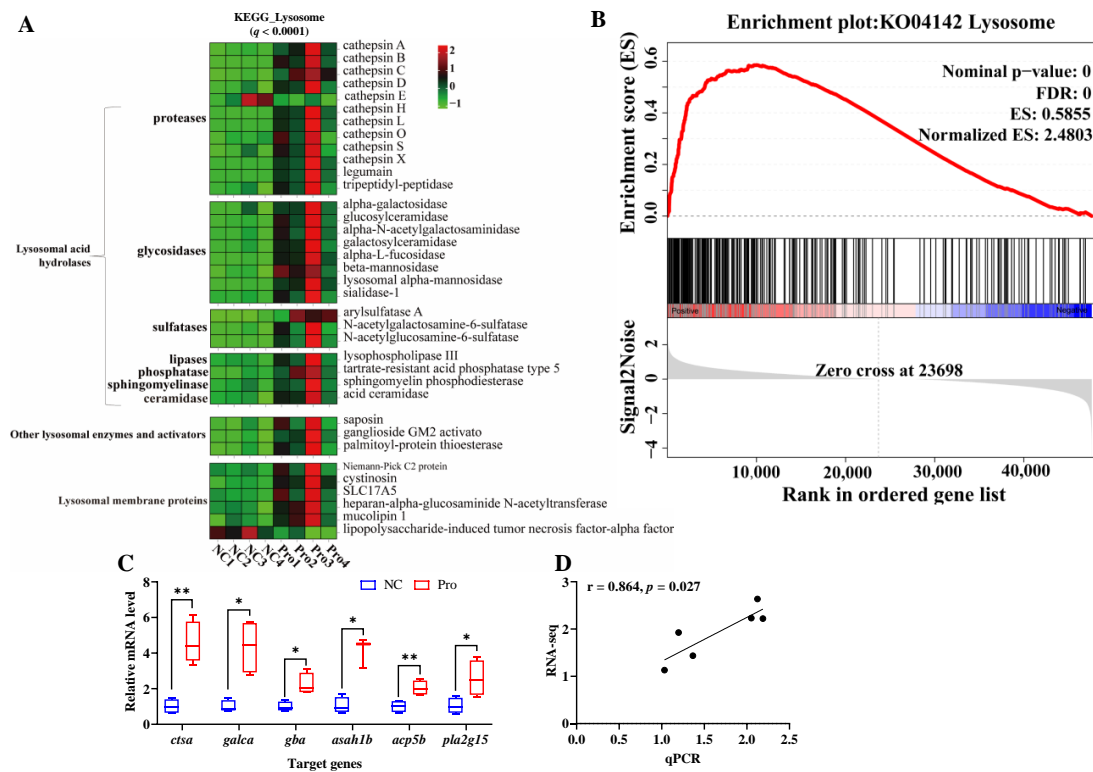 A
KEGG_Lysosome
(q < 0.0001)
cathepsin A
cathepsin B
cathepsin C
cathepsin D
cathepsin E
cathepsin H
cathepsin L
cathepsin O
cathepsin S
cathepsin X
legumain
tripeptidyl-peptidase
2
1
0
−1
proteases
alpha-galactosidase
glucosylceramidase
alpha-N-acetylgalactosaminidase
galactosylceramidase
alpha-L-fucosidase
beta-mannosidase
lysosomal alpha-mannosidase
sialidase-1
glycosidases
Lysosomal acid
hydrolases
arylsulfatase A
N-acetylgalactosamine-6-sulfatase
N-acetylglucosamine-6-sulfatase
sulfatases
lipases
phosphatase
sphingomyelinase
ceramidase
lysophospholipase III
tartrate-resistant acid phosphatase type 5
sphingomyelin phosphodiesterase
acid ceramidase
Other lysosomal enzymes and activators
saposin
ganglioside GM2 activato
palmitoyl-protein thioesterase
Lysosomal membrane proteins
Niemann-Pick C2 protein
cystinosin
SLC17A5
heparan-alpha-glucosaminide N-acetyltransferase
mucolipin 1
lipopolysaccharide-induced tumor necrosis factor-alpha factor
NC1 NC2 NC3 NC4 Pro1 Pro2 Pro3 Pro4
B
Enrichment plot:KO04142 Lysosome
Enrichment score (ES)
0.6
0.4
0.2
0.0
Nominal p−value: 0
FDR: 0
ES: 0.5855
Normalized ES: 2.4803
Positive
Negative
Signal2Noise
2
0
−2
−4
Zero cross at 23698
10,000 20,000 30,000 40,000
Rank in ordered gene list
C
NC Pro
Relative mRNA level
8
6
4
2
0
** * * * ** *
ctsa galca gba asah1b acp5b pla2g15
Target genes
D
r = 0.864, p = 0.027
RNA-seq
3
2
1
0
0.0 0.5 1.0 1.5 2.0 2.5
qPCR